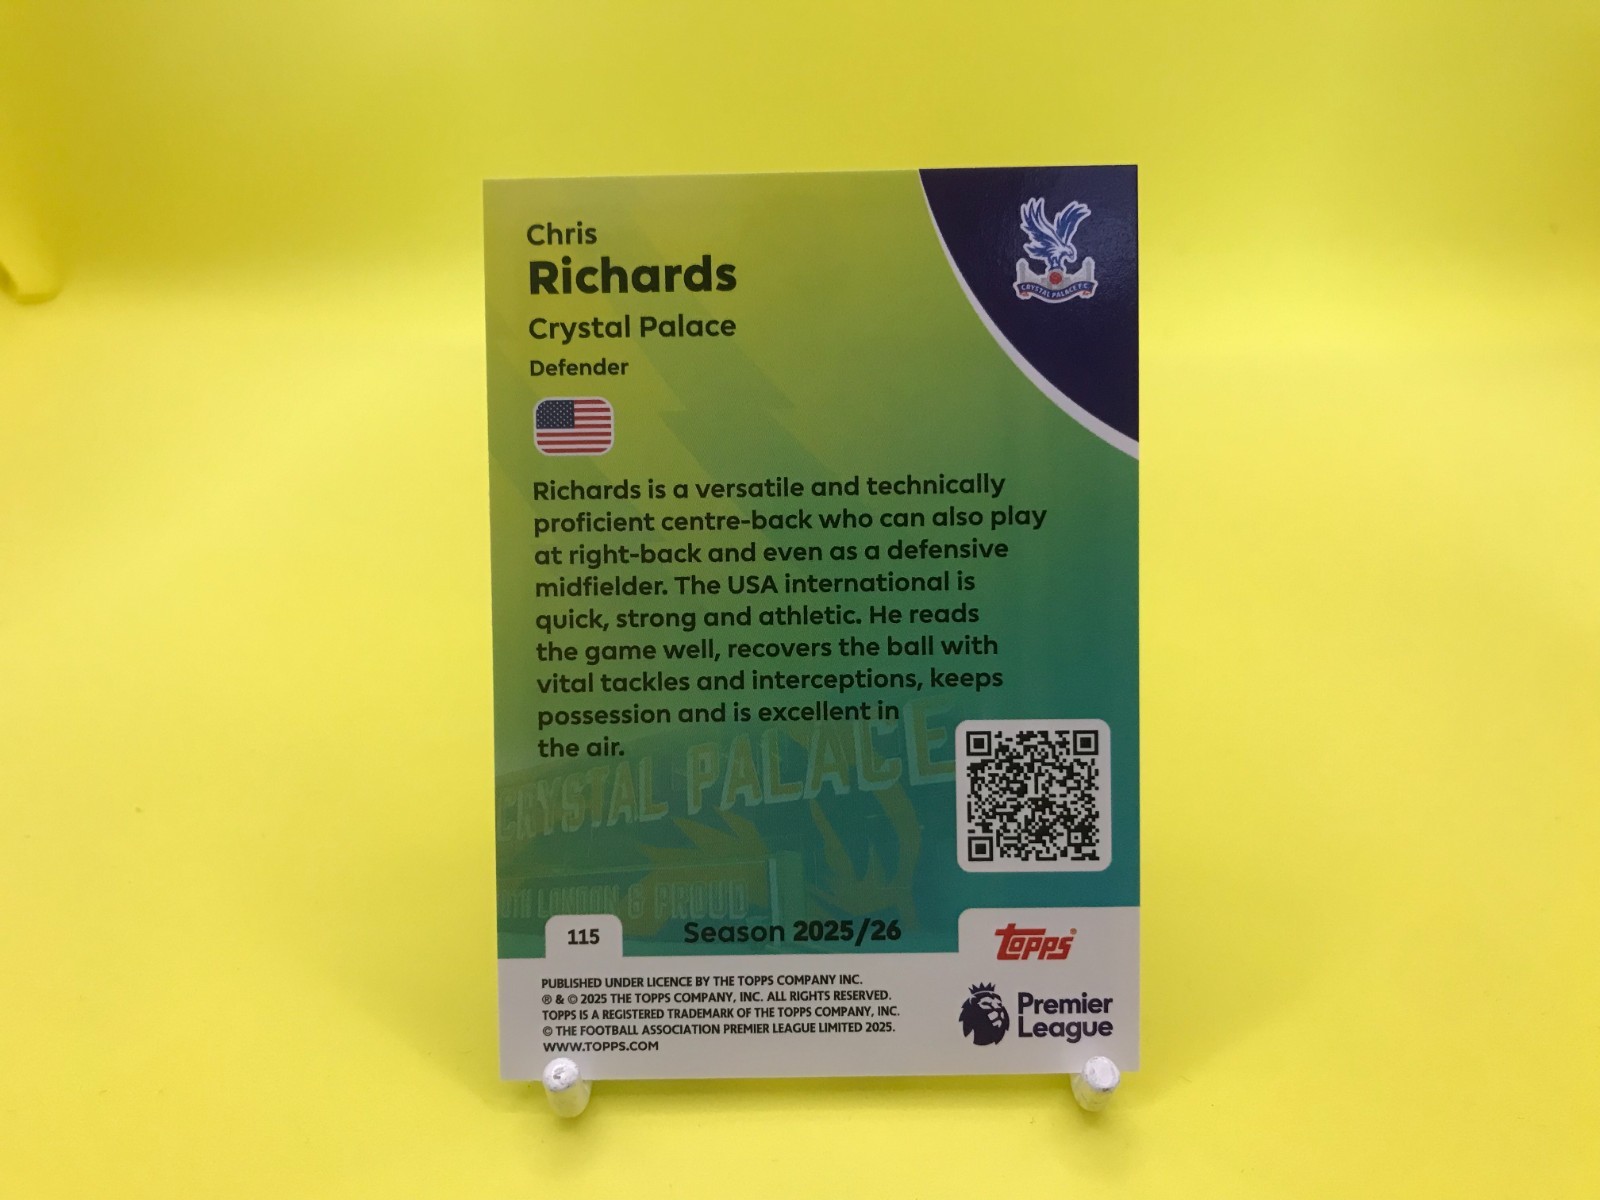 Chris
Richards
Crystal Palace
Defender
CRYSTAL PALACE F.C.
Richards is a versatile and technically
proficient centre-back who can also play
at right-back and even as a defensive
midfielder. The USA international is
quick, strong and athletic. He reads
the game well, recovers the ball with
vital tackles and interceptions, keeps
possession and is excellent in
the air.
CRYSTAL PALACE
LONDON & PROUD
115
Season 2025/26
TOPPS®
PUBLISHED UNDER LICENCE BY THE TOPPS COMPANY INC.
® & © 2025 THE TOPPS COMPANY, INC. ALL RIGHTS RESERVED.
TOPPS IS A REGISTERED TRADEMARK OF THE TOPPS COMPANY, INC.
© THE FOOTBALL ASSOCIATION PREMIER LEAGUE LIMITED 2025.
WWW.TOPPS.COM
Premier
League